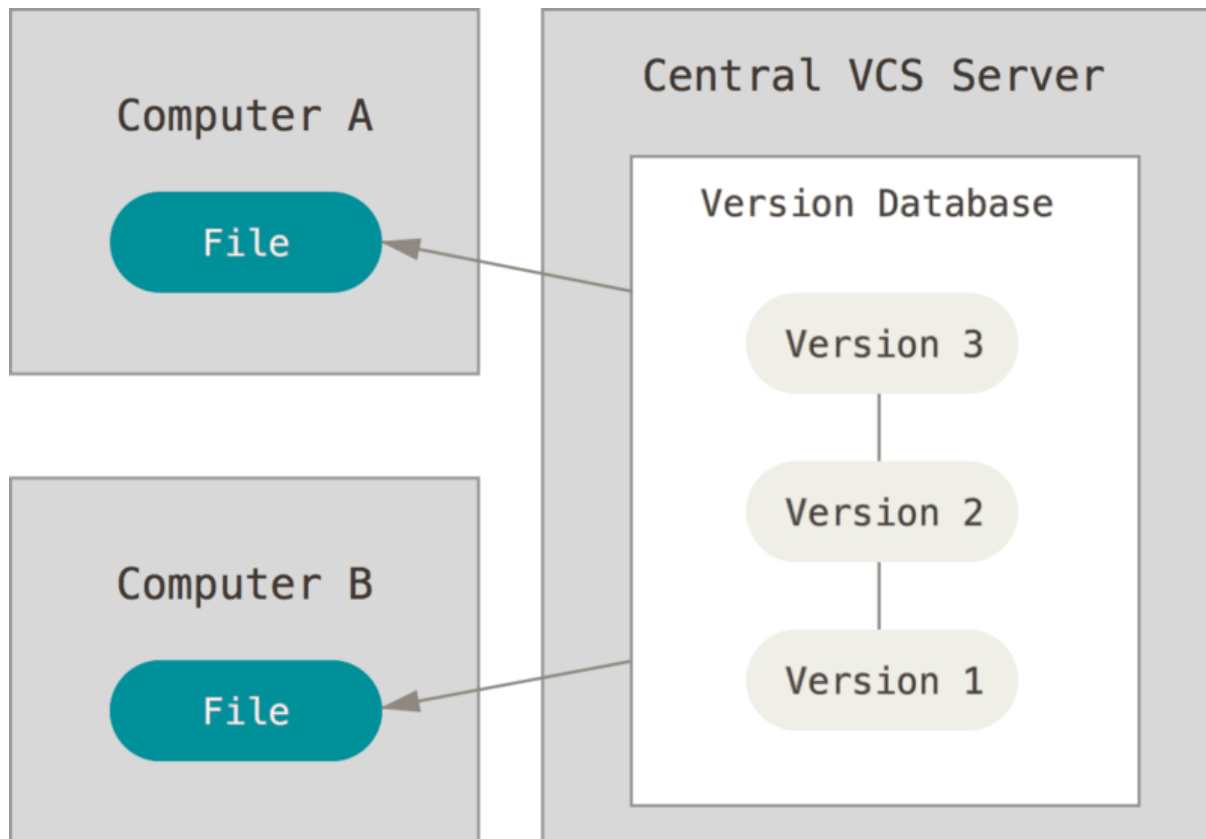 Computer A
File
Computer B
File
Central VCS Server
Version Database
Version 3
Version 2
Version 1